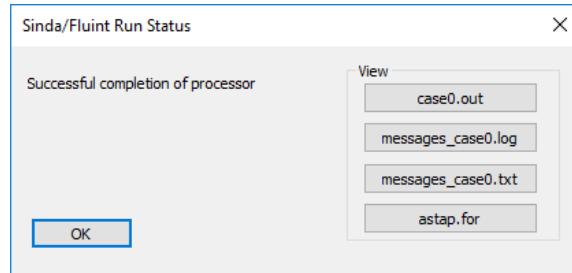 Sinda/Fluint Run Status
Successful completion of processor
View
case0.out
messages_case0.log
messages_case0.txt
astap.for
OK